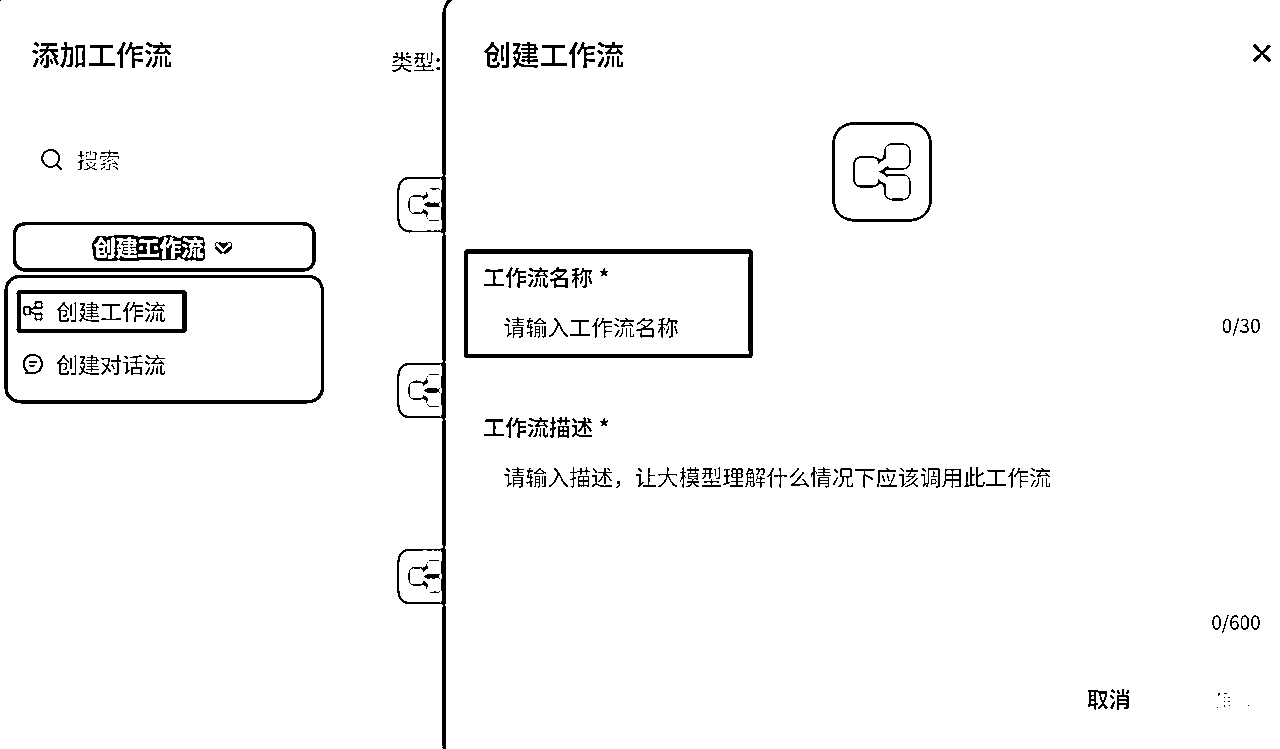 添加工作流
类型:
搜索
创建工作流
创建工作流
创建对话流
创建工作流
工作流名称 *
请输入工作流名称
0/30
工作流描述 *
请输入描述，让大模型理解什么情况下应该调用此工作流
0/600
取消